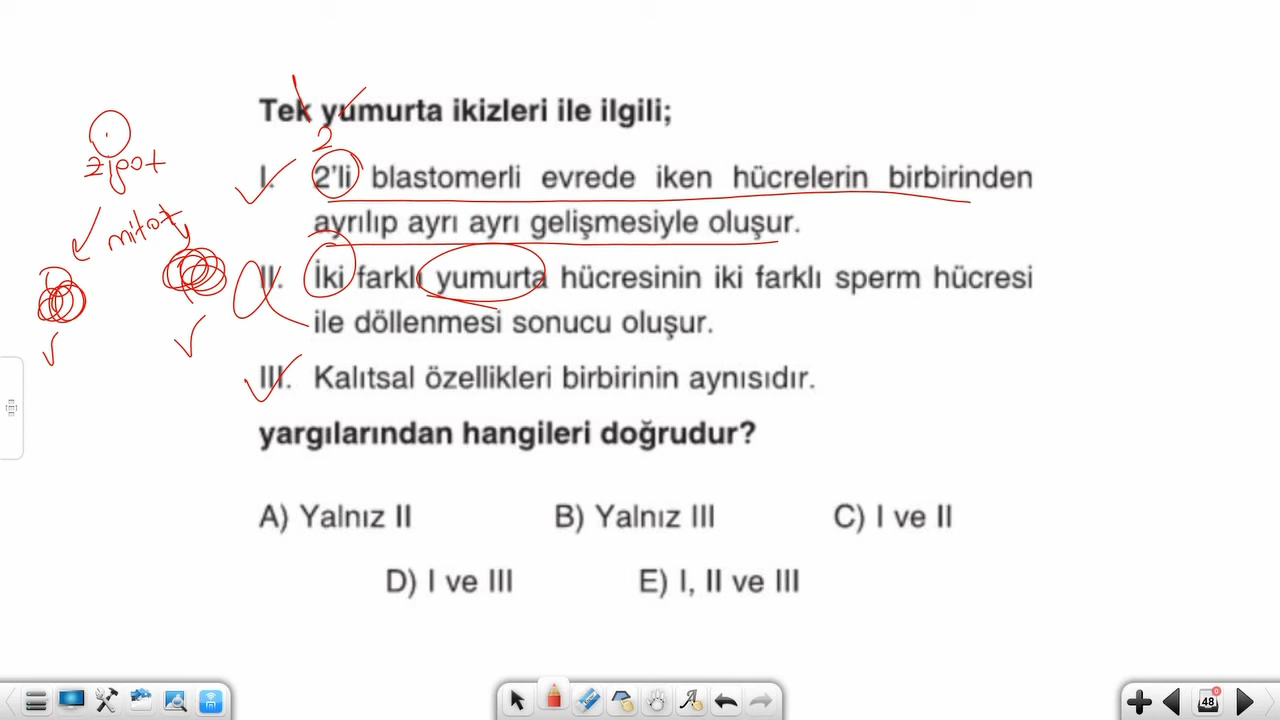 Tek yumurta ikizleri ile ilgili;
2
zigot
I. 2'li blastomerli evrede iken hücrelerin birbirinden
ayrılıp ayrı ayrı gelişmesiyle oluşur.
mitoz
II. İki farklı yumurta hücresinin iki farklı sperm hücresi
ile döllenmesi sonucu oluşur.
III. Kalıtsal özellikleri birbirinin aynısıdır.
yargılarından hangileri doğrudur?
A) Yalnız II B) Yalnız III C) I ve II
D) I ve III E) I, II ve III
48 0